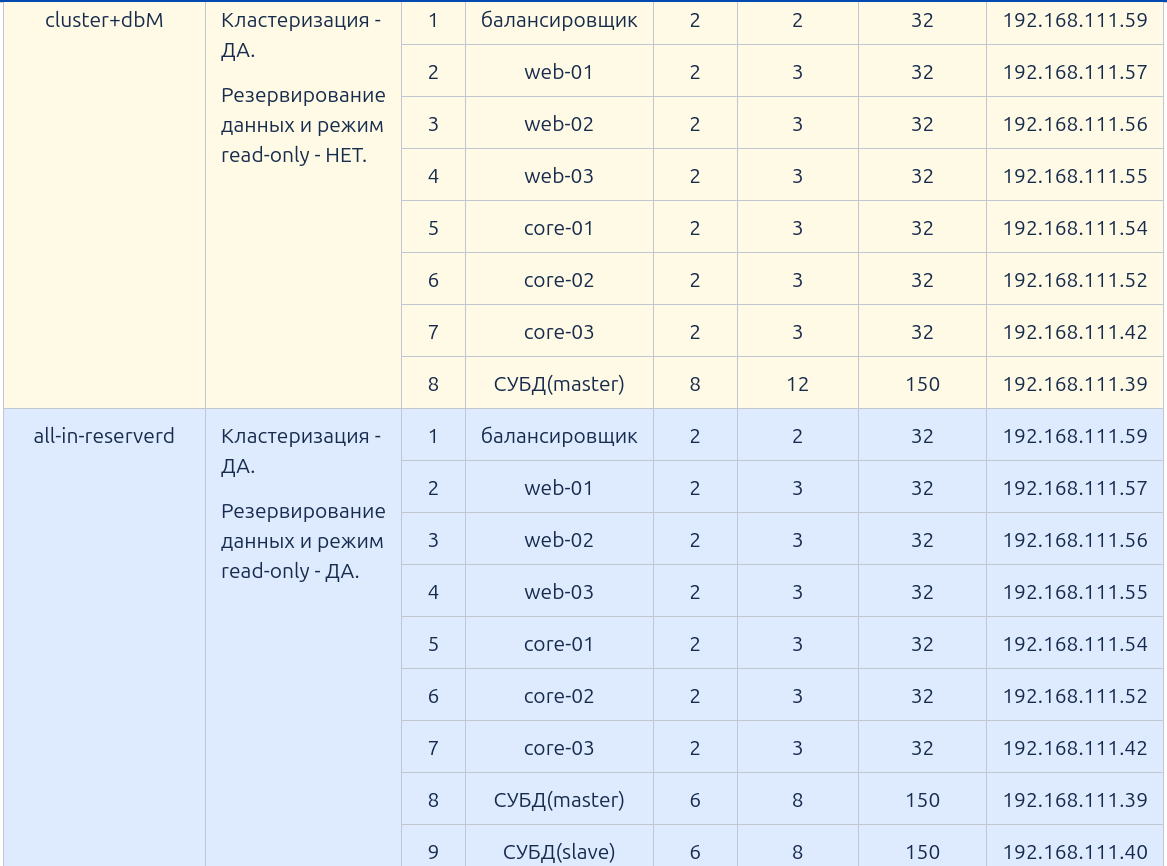 cluster+dbM Кластеризация - 1 балансировщик 2 2 32 192.168.111.59
ДА.
2 web-01 2 3 32 192.168.111.57
Резервирование
данных и режим 3 web-02 2 3 32 192.168.111.56
read-only - НЕТ.
4 web-03 2 3 32 192.168.111.55
5 core-01 2 3 32 192.168.111.54
6 core-02 2 3 32 192.168.111.52
7 core-03 2 3 32 192.168.111.42
8 СУБД(master) 8 12 150 192.168.111.39
all-in-reserverd Кластеризация - 1 балансировщик 2 2 32 192.168.111.59
ДА.
2 web-01 2 3 32 192.168.111.57
Резервирование
данных и режим 3 web-02 2 3 32 192.168.111.56
read-only - ДА.
4 web-03 2 3 32 192.168.111.55
5 core-01 2 3 32 192.168.111.54
6 core-02 2 3 32 192.168.111.52
7 core-03 2 3 32 192.168.111.42
8 СУБД(master) 6 8 150 192.168.111.39
9 СУБД(slave) 6 8 150 192.168.111.40